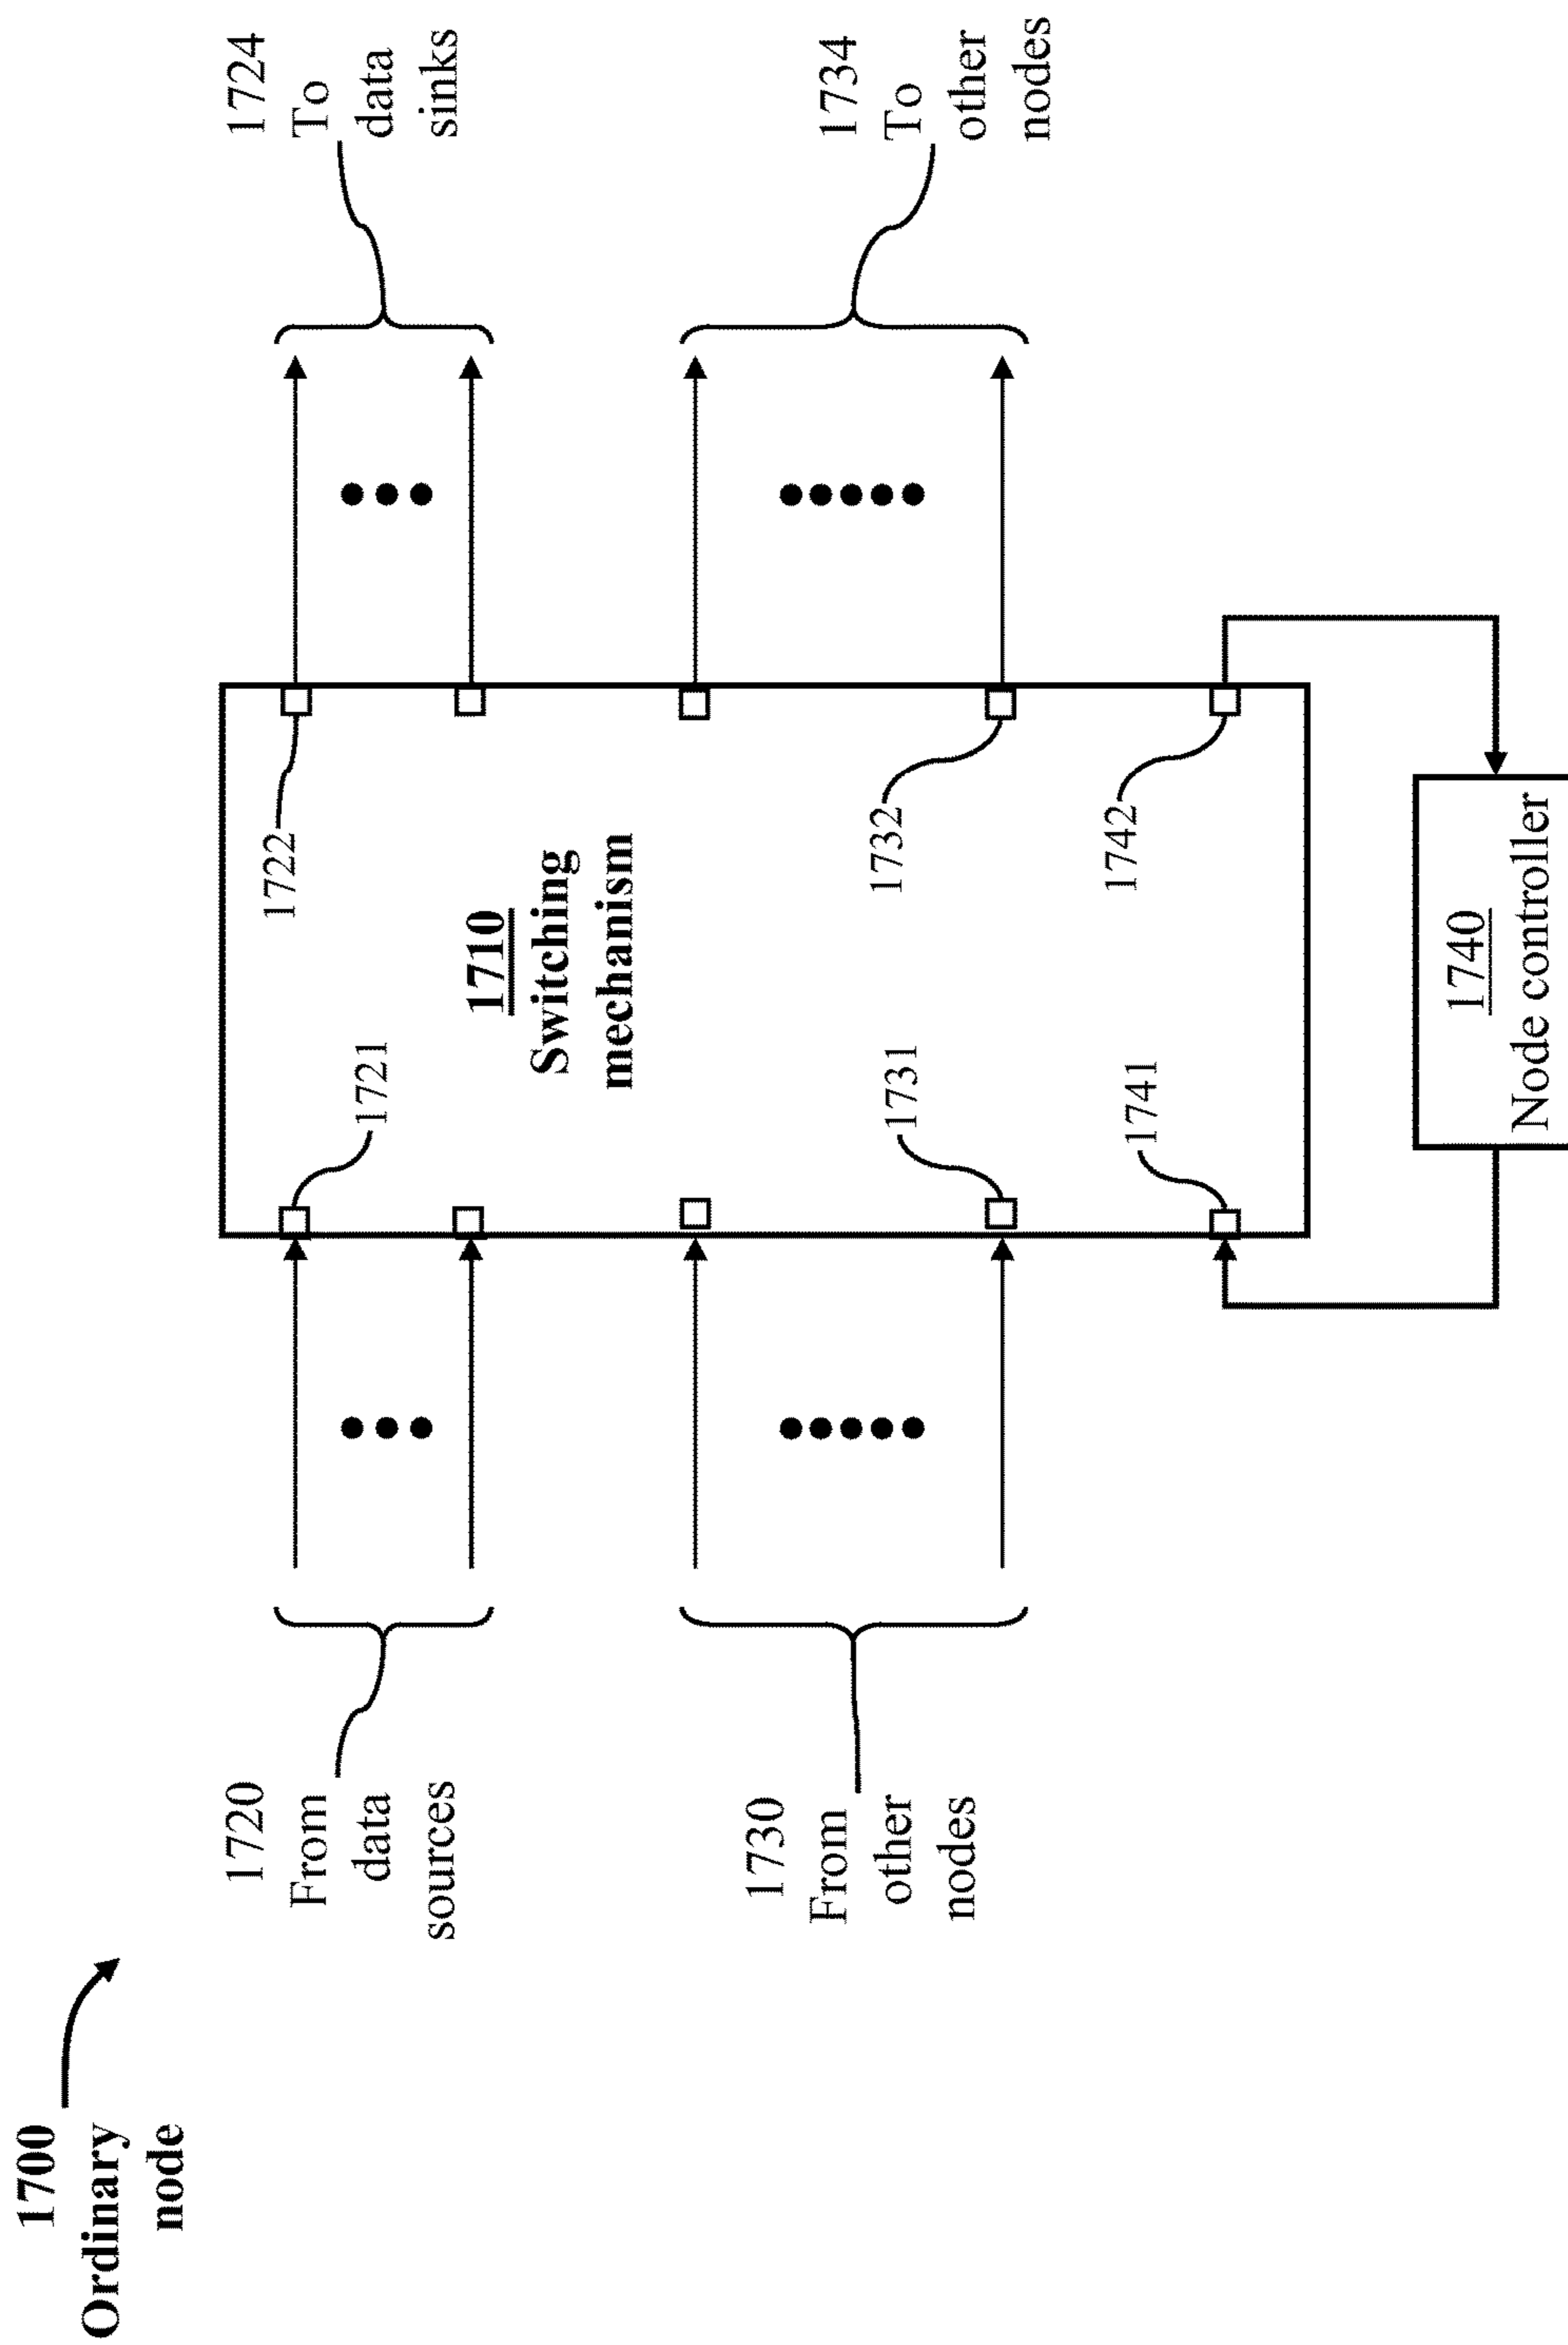 1700
Ordinary
node
1720
From
data
sources
1730
From
other
nodes
1721
1731
1741
1710
Switching
mechanism
1722
1732
1742
1740
Node controller
1724
To
data
sinks
1734
To
other
nodes